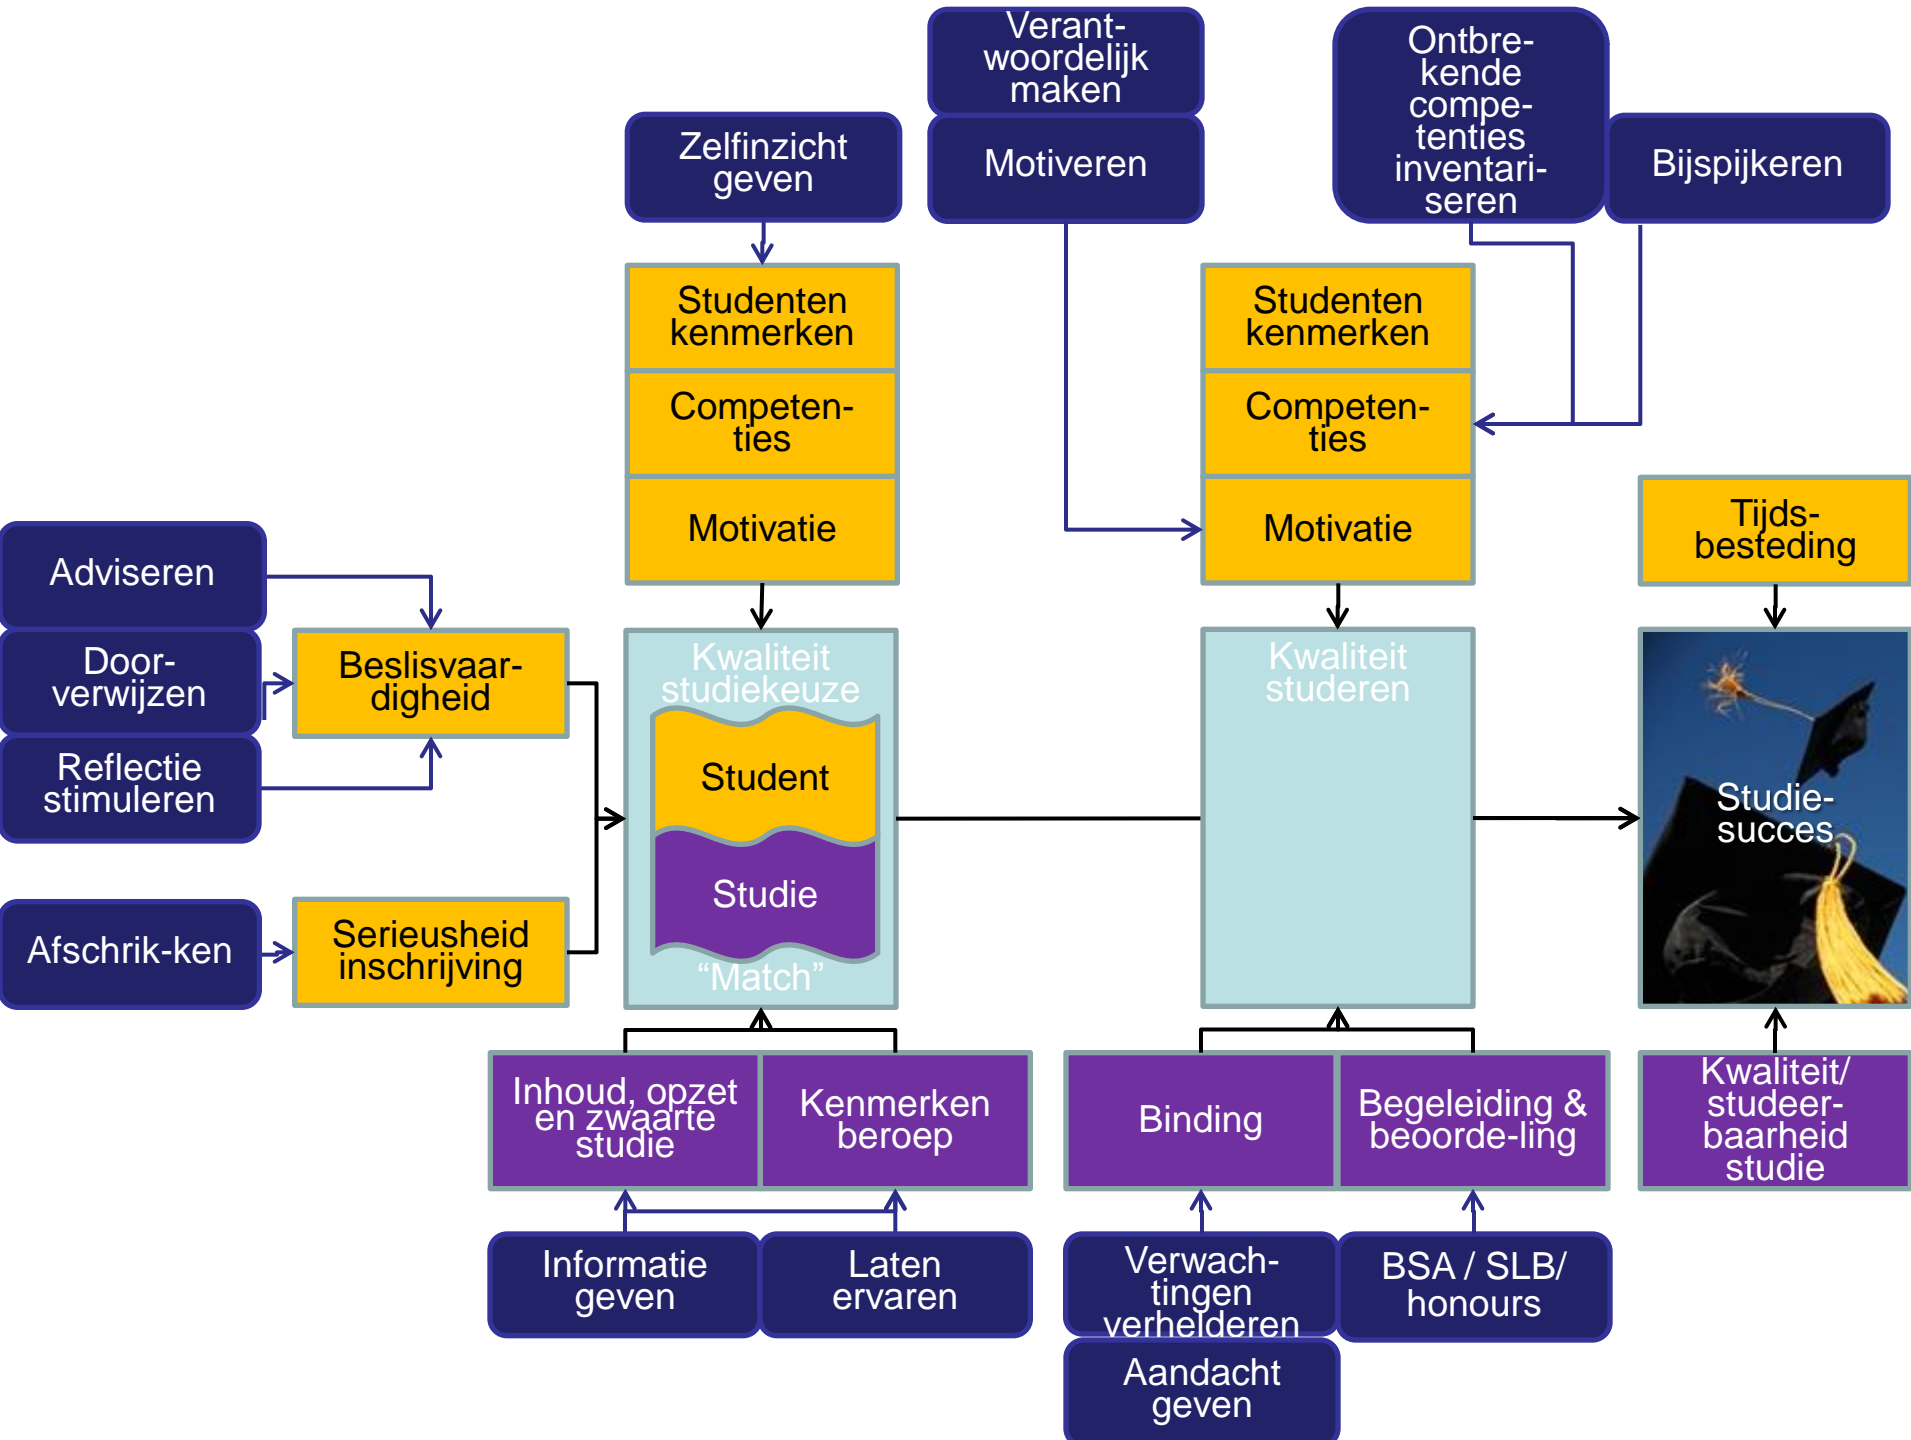 Verant-
woordelijk
maken
Ontbre-
kende
compe-
tenties
inventari-
seren
Zelfinzicht
geven
Motiveren
Bijspijkeren
Studenten
kenmerken
Competen-
ties
Motivatie
Studenten
kenmerken
Competen-
ties
Motivatie
Tijds-
besteding
Adviseren
Door-
verwijzen
Reflectie
stimuleren
Beslisvaar-
digheid
Afschrik-ken
Serieusheid
inschrijving
Kwaliteit
studiekeuze
Student
Studie
“Match”
Kwaliteit
studeren
Studie-
succes
Inhoud, opzet
en zwaarte
studie
Kenmerken
beroep
Binding
Begeleiding &
beoorde-ling
Kwaliteit/
studeer-
baarheid
studie
Informatie
geven
Laten
ervaren
Verwach-
tingen
verhelderen
BSA / SLB/
honours
Aandacht
geven